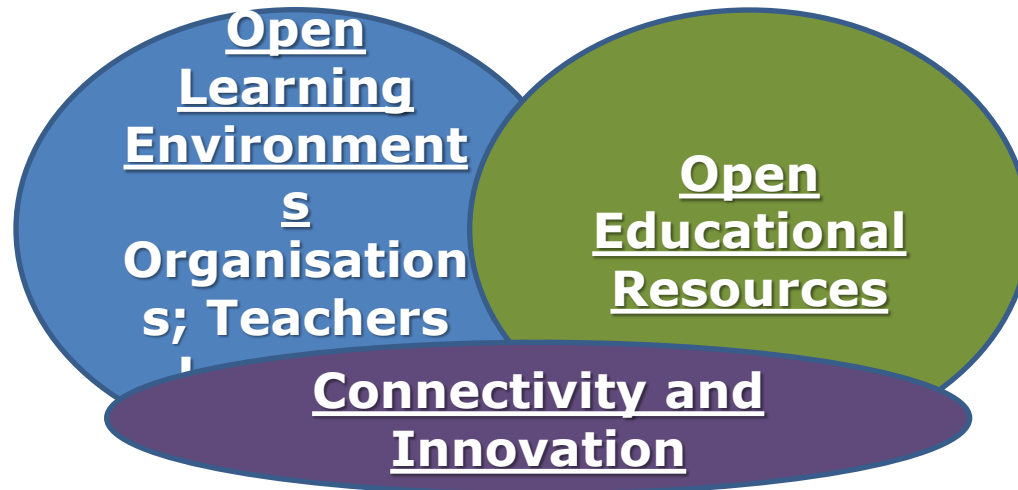 Open
Learning
Environment
s
Organisation
s; Teachers
Open
Educational
Resources
Connectivity and
Innovation